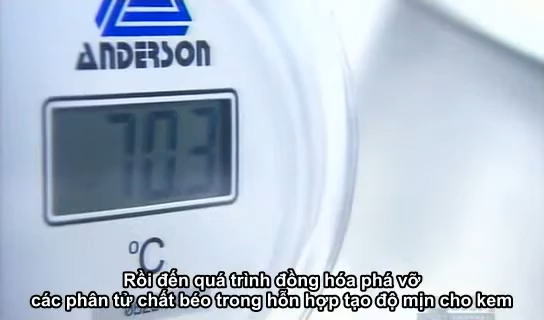 ANDERSON
70.3
°C
Rồi đến quá trình đồng hóa phá vỡ
các phân tử chất béo trong hỗn hợp tạo độ mịn cho kem